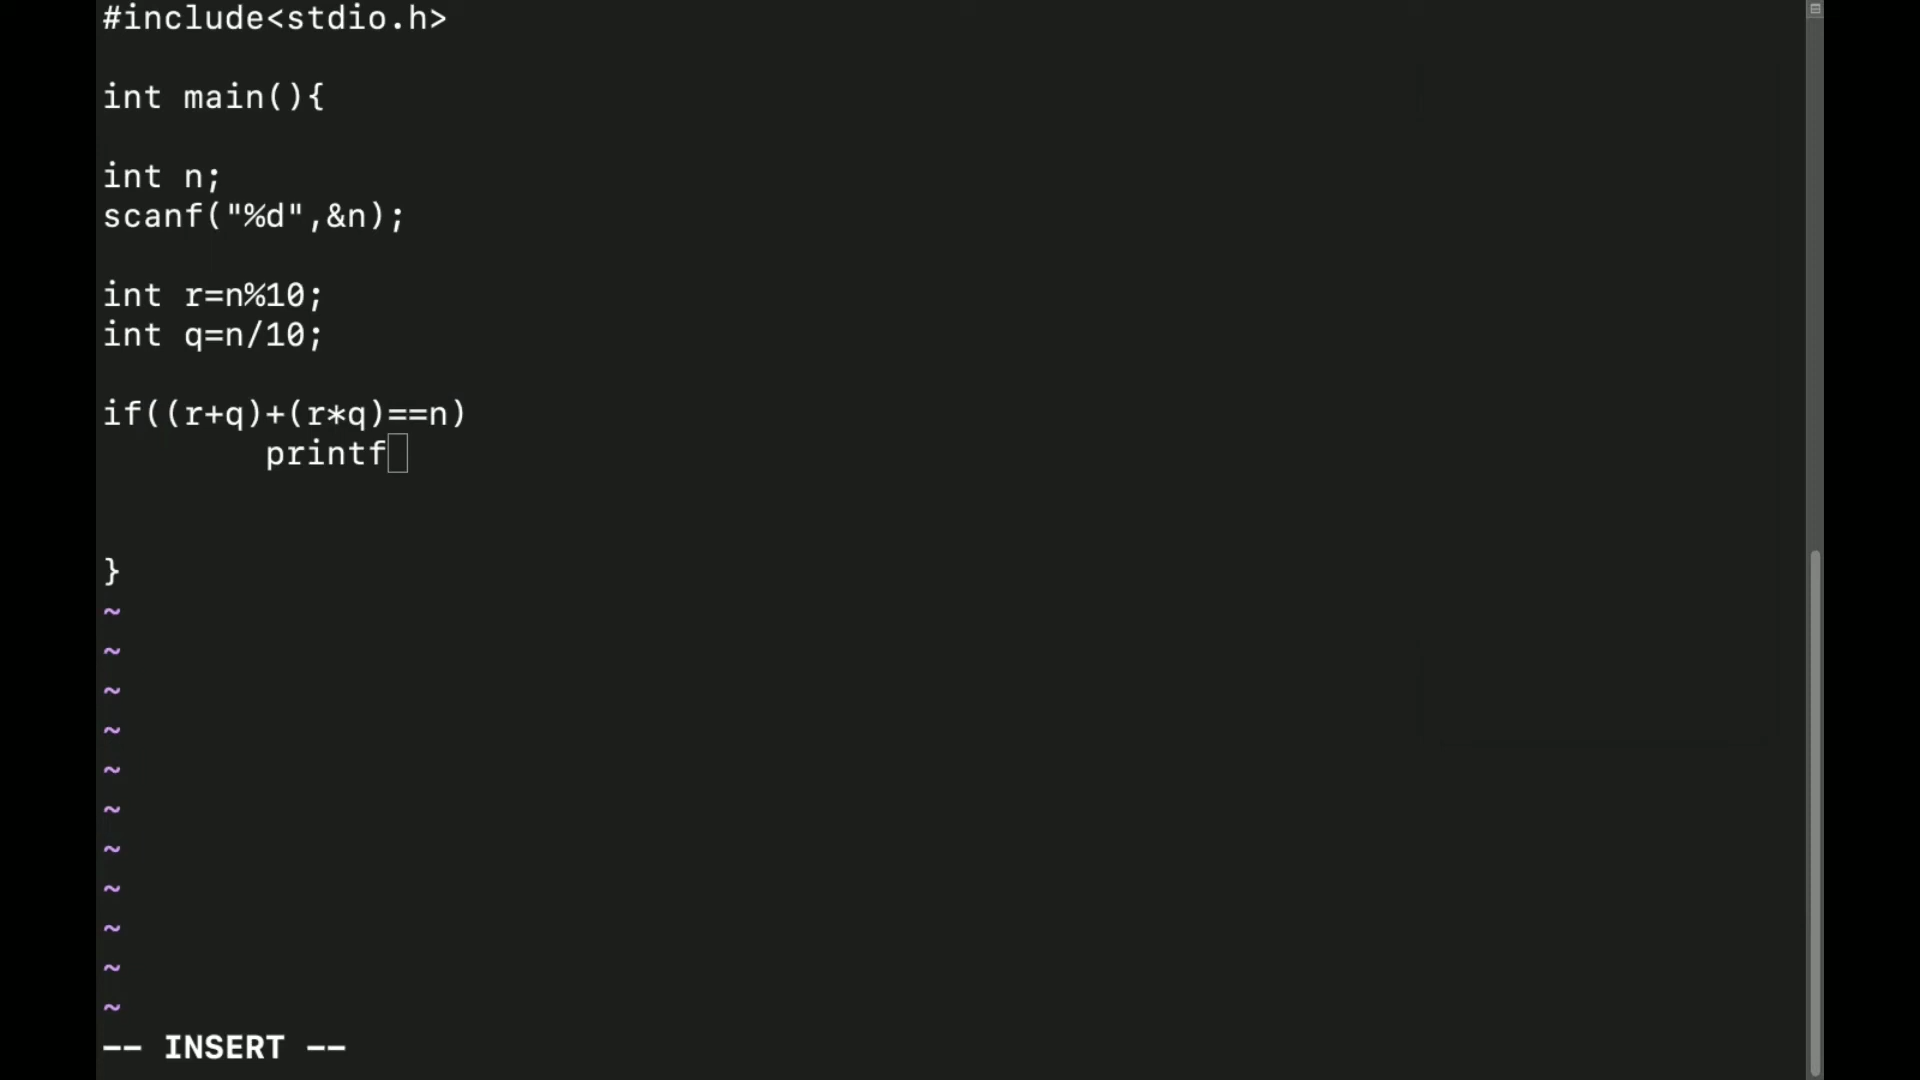 #include<stdio.h>
int main(){
int n;
scanf("%d",&n);
int r=n%10;
int q=n/10;
if((r+q)+(r*q)==n)
printf
}
~
~
~
~
~
~
~
~
~
~
~
-- INSERT --